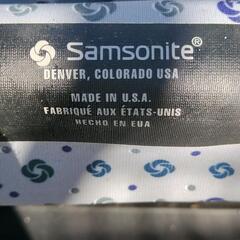 Samsonite®
DENVER, COLORADO USA
MADE IN U.S.A.
FABRIQUÉ AUX ÉTATS-UNIS
HECHO EN EUA